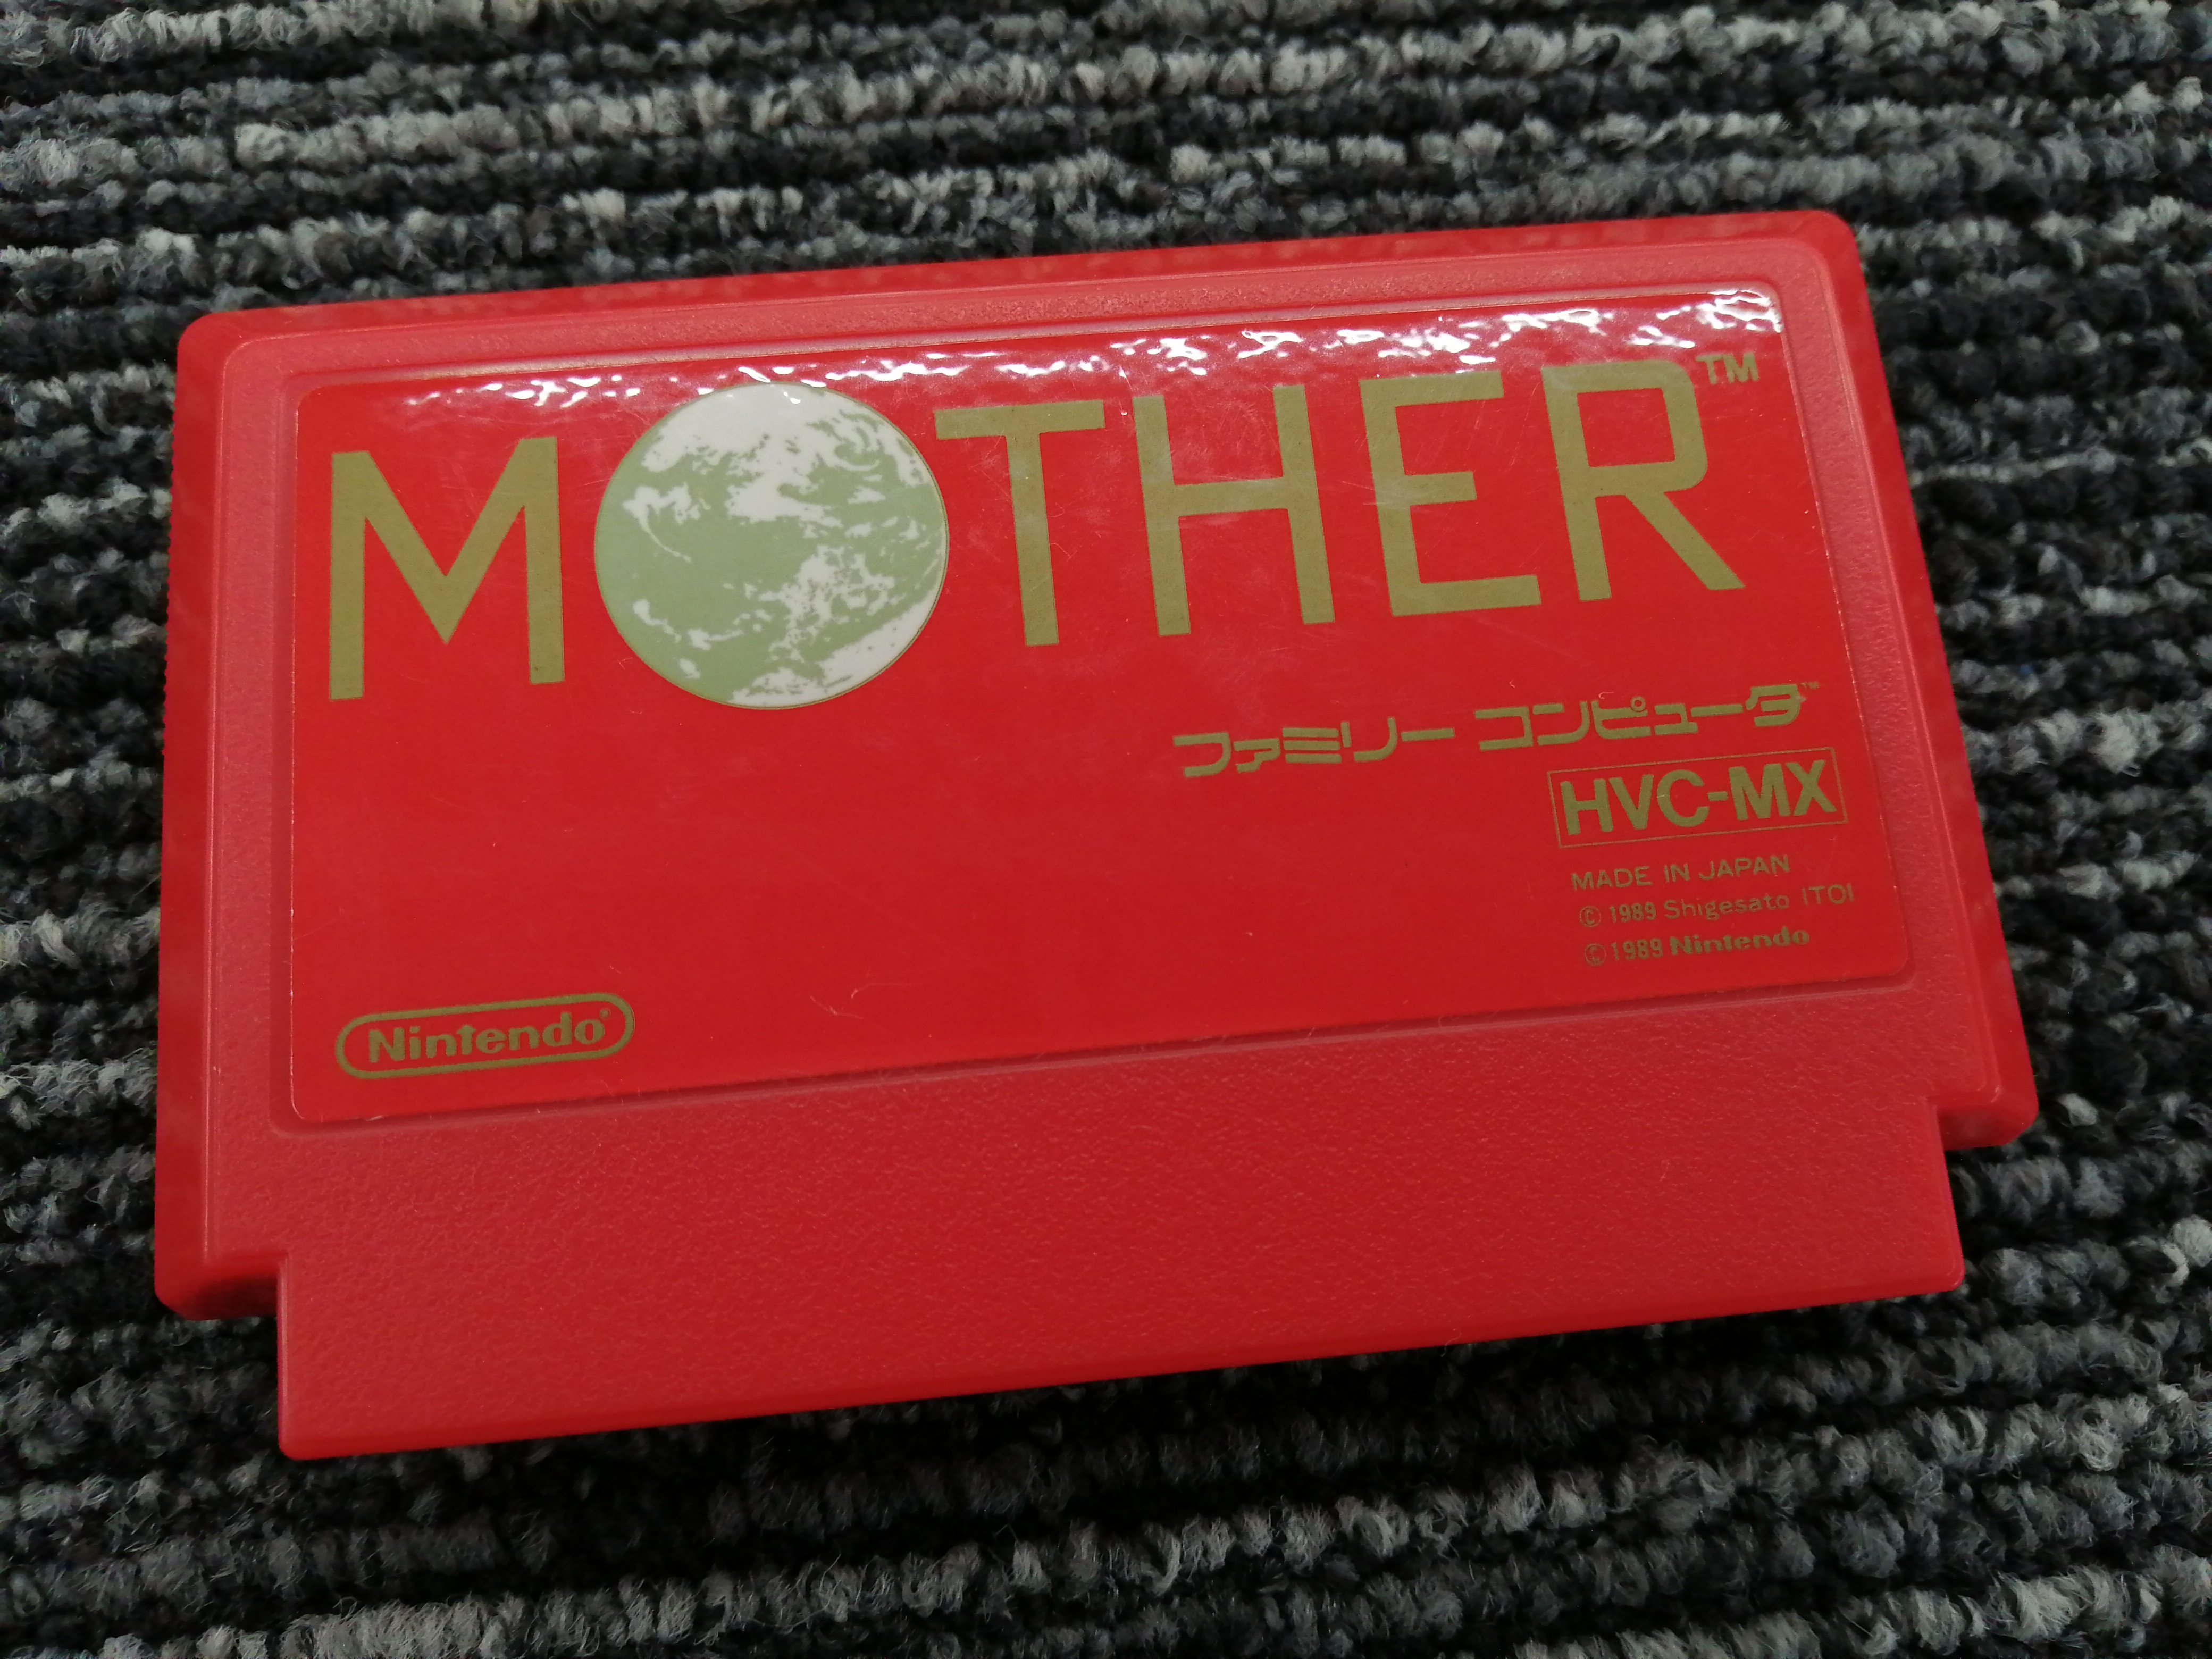 MOTHER™
ファミリー コンピュータ™
HVC-MX
MADE IN JAPAN
© 1989 Shigesato ITOI
© 1989 Nintendo
Nintendo®